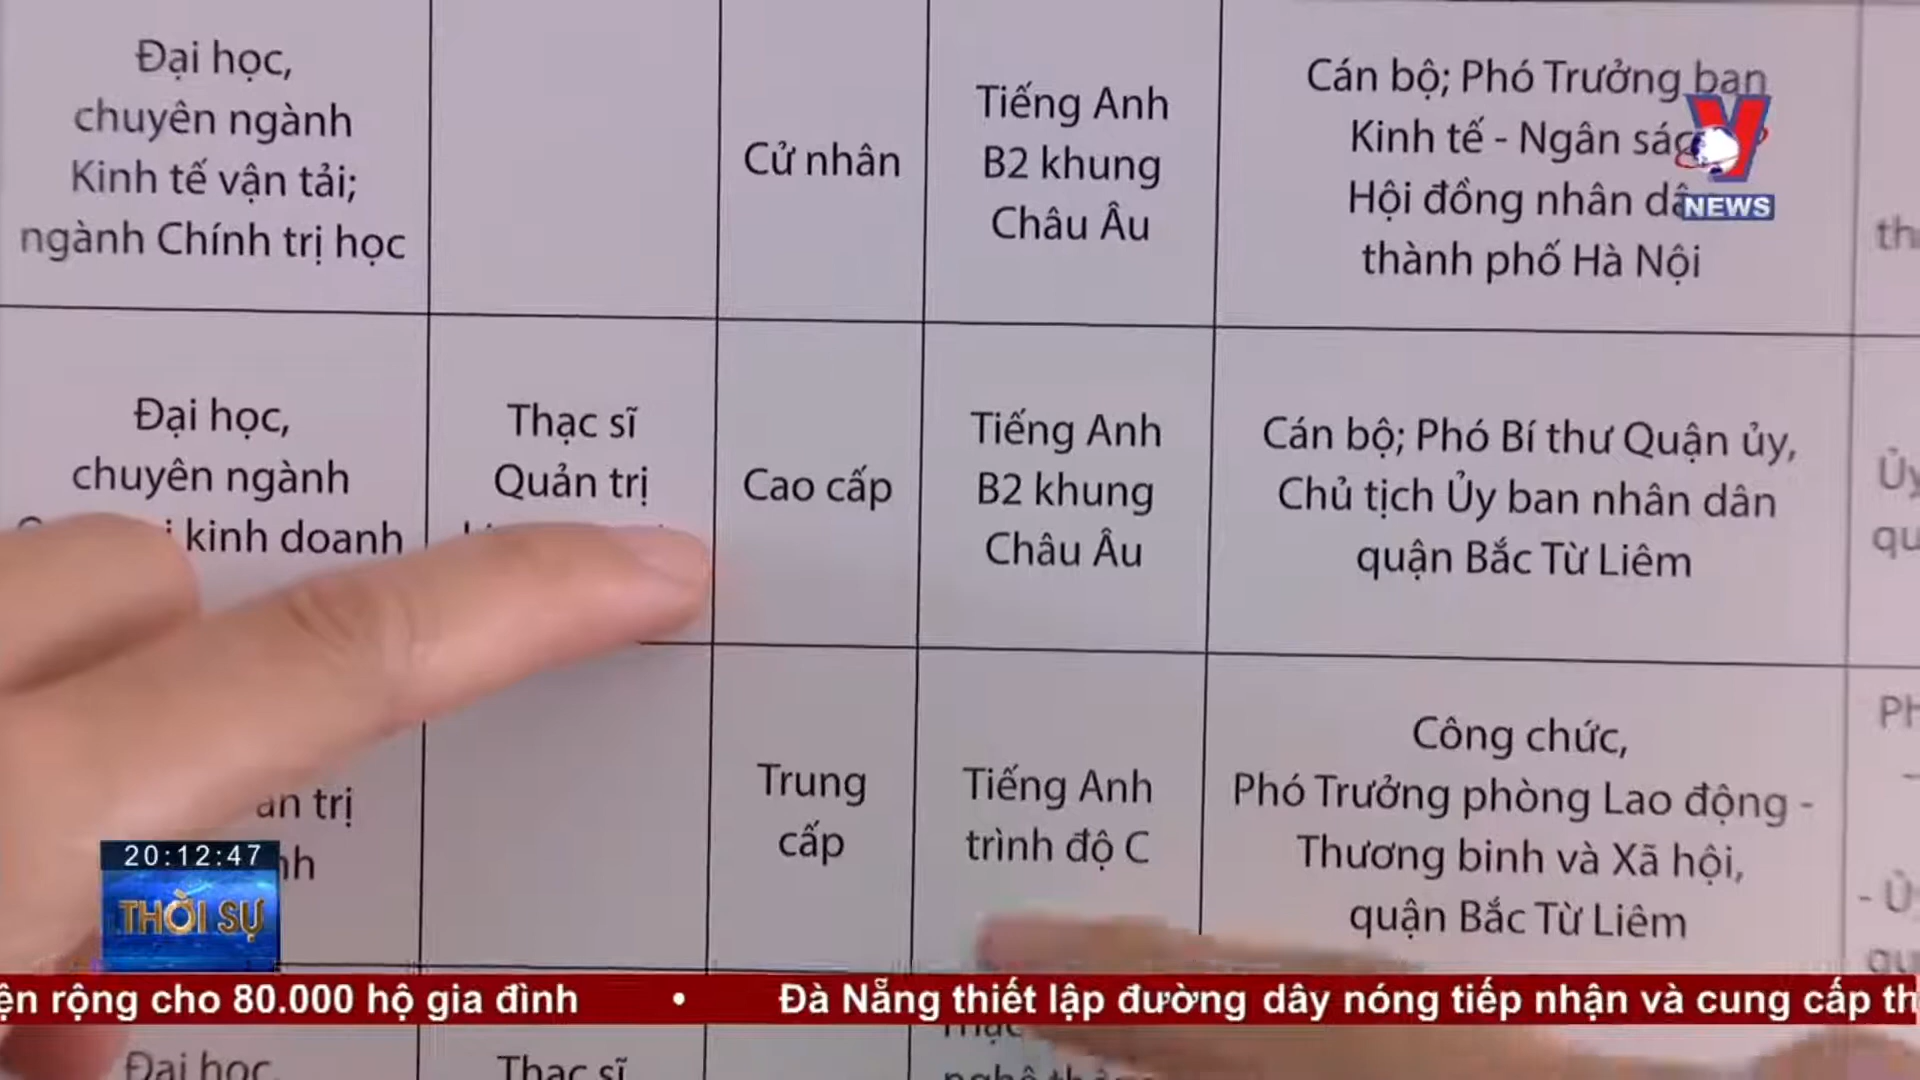 Đại học,
chuyên ngành
Kinh tế vận tải;
ngành Chính trị học
Cử nhân
Tiếng Anh
B2 khung
Châu Âu
Cán bộ; Phó Trưởng ban
Kinh tế - Ngân sác
Hội đồng nhân dâ
thành phố Hà Nội
NEWS
Đại học,
chuyên ngành
kinh doanh
Thạc sĩ
Quản trị
Cao cấp
Tiếng Anh
B2 khung
Châu Âu
Cán bộ; Phó Bí thư Quận ủy,
Chủ tịch Ủy ban nhân dân
quận Bắc Từ Liêm
Ủy
qu
trị
Trung
cấp
Tiếng Anh
trình độ C
Công chức,
Phó Trưởng phòng Lao động -
Thương binh và Xã hội,
quận Bắc Từ Liêm
20:12:47
THỜI SỰ
rộng cho 80.000 hộ gia đình • Đà Nẵng thiết lập đường dây nóng tiếp nhận và cung cấp
Đại học
Thạc sĩ